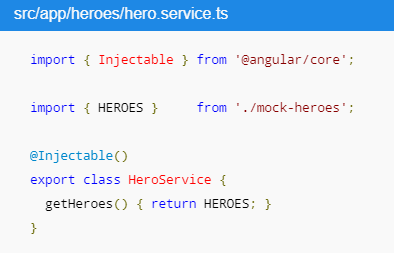 src/app/heroes/hero.service.ts
import { Injectable } from '@angular/core';
import { HEROES }     from './mock-heroes';
@Injectable()
export class HeroService {
  getHeroes() { return HEROES; }
}